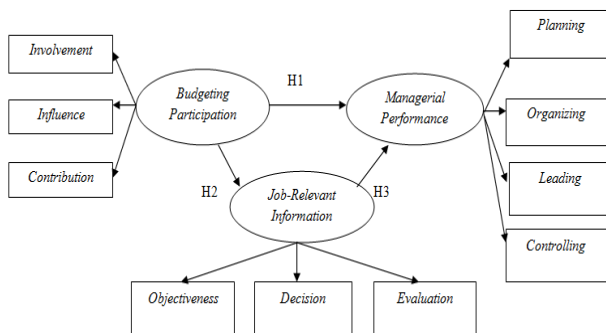 Planning
Involvement
H1
Budgeting
Participation
Managerial
Performance
Influence
Organizing
Contribution
Leading
H2
Job-Relevant
Information
H3
Controlling
Objectiveness
Decision
Evaluation